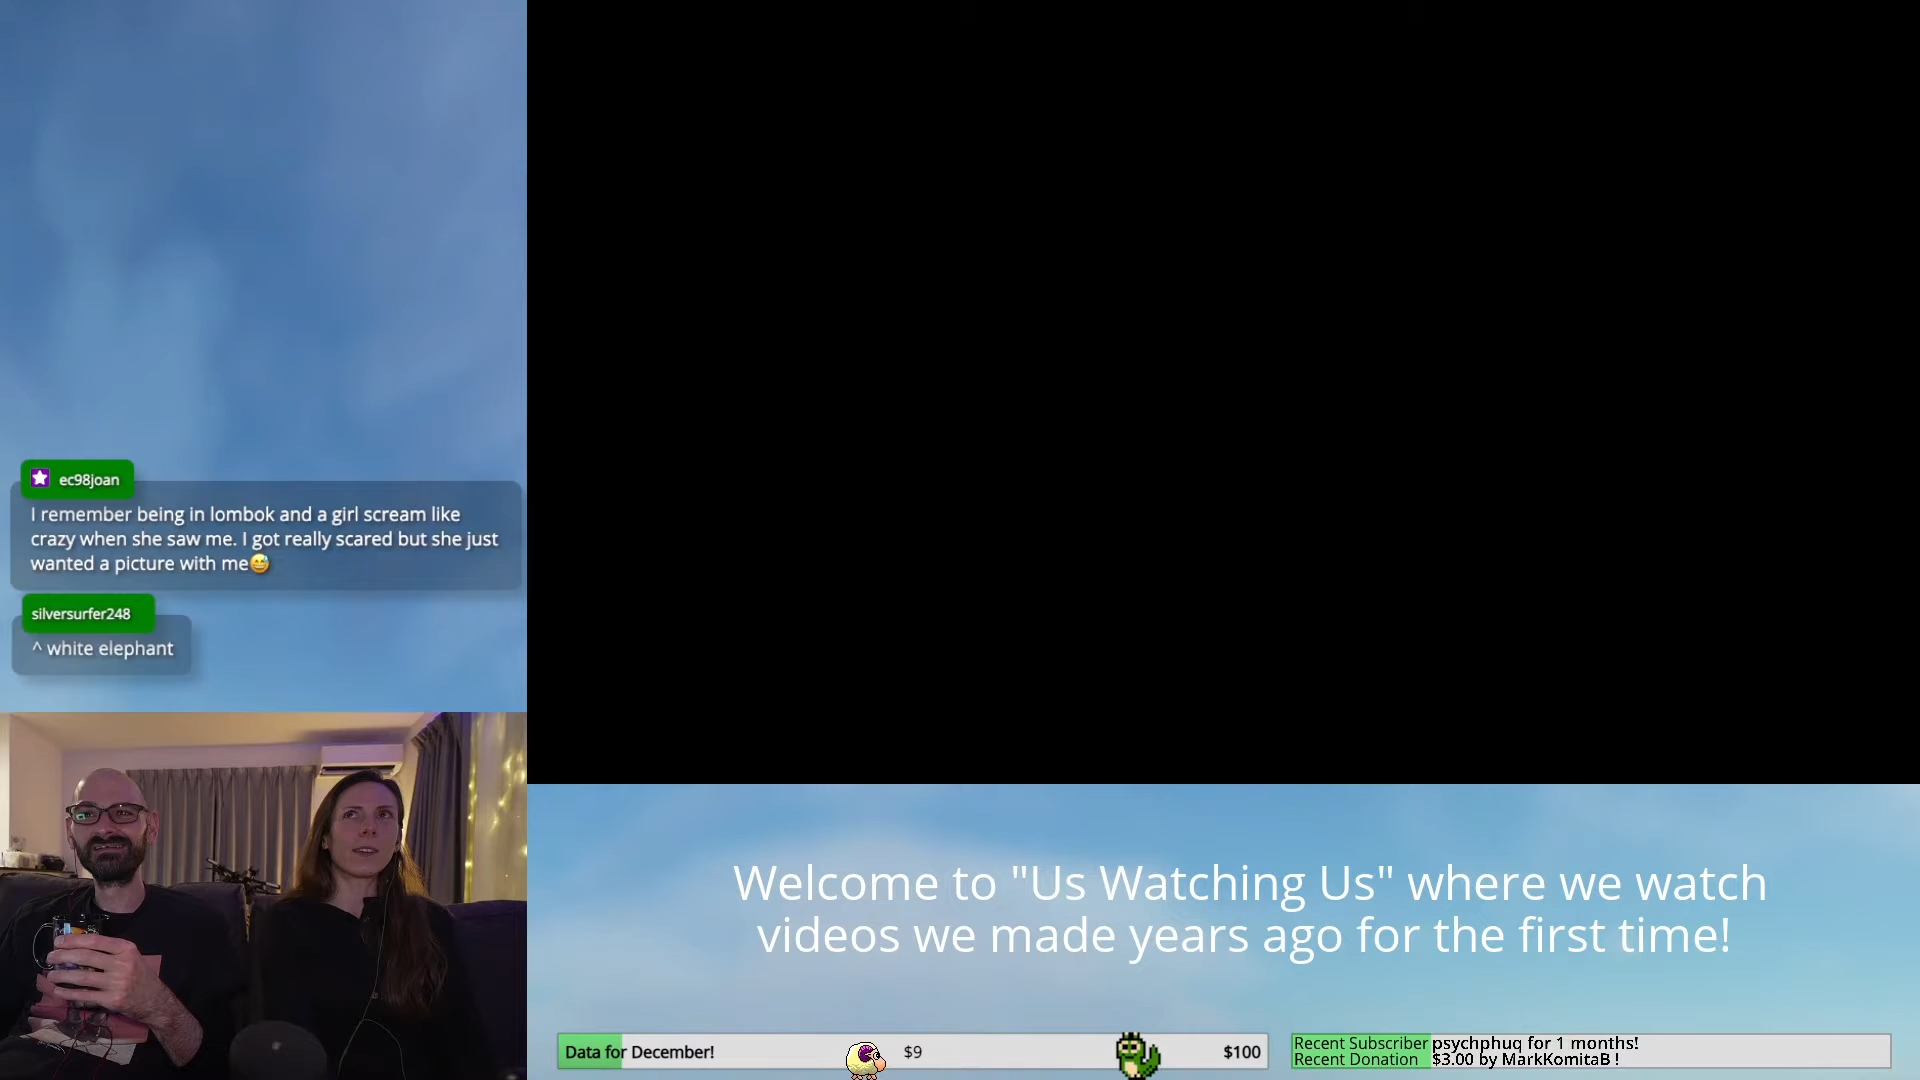 ec98joan
I remember being in lombok and a girl scream like
crazy when she saw me. I got really scared but she just
wanted a picture with me😅
silversurfer248
^ white elephant
Welcome to "Us Watching Us" where we watch
videos we made years ago for the first time!
Data for December!
$9
$100
Recent Subscriber psychphuq for 1 months!
Recent Donation $3.00 by MarkKomitaB !